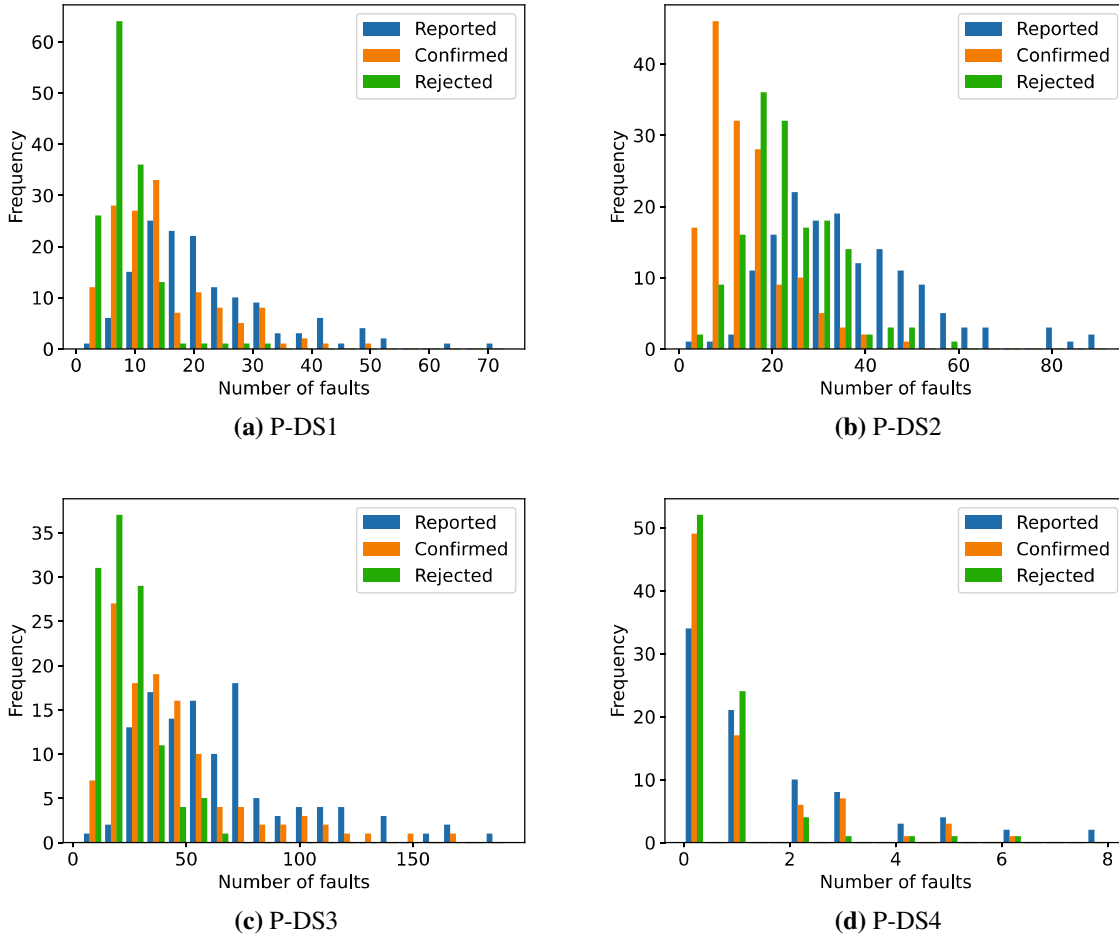 Reported
Confirmed
Rejected
60
50
40
30
20
10
0
Frequency
0 10 20 30 40 50 60 70
Number of faults
(a) P-DS1
Reported
Confirmed
Rejected
40
30
20
10
0
Frequency
0 20 40 60 80
Number of faults
(b) P-DS2
Reported
Confirmed
Rejected
35
30
25
20
15
10
5
0
Frequency
0 50 100 150
Number of faults
(c) P-DS3
Reported
Confirmed
Rejected
50
40
30
20
10
0
Frequency
0 2 4 6 8
Number of faults
(d) P-DS4